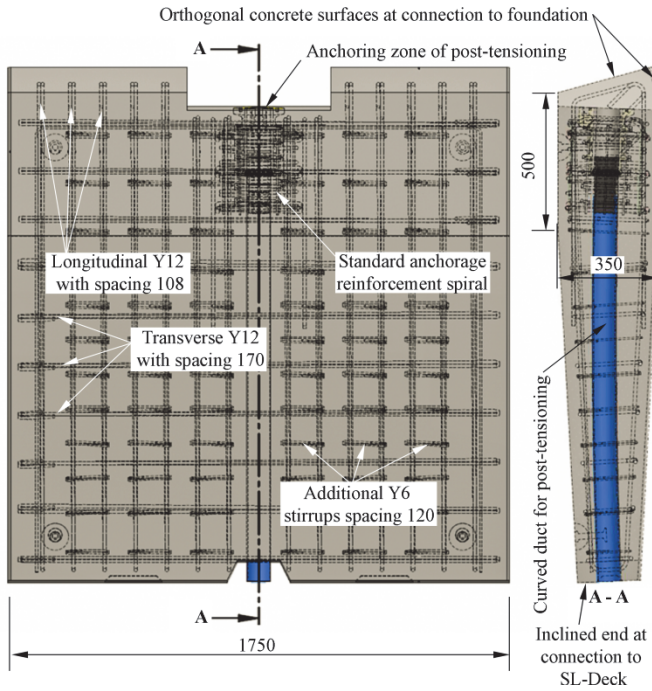 Orthogonal concrete surfaces at connection to foundation
A
Anchoring zone of post-tensioning
500
350
Longitudinal Y12
with spacing 108
Standard anchorage
reinforcement spiral
Transverse Y12
with spacing 170
Additional Y6
stirrups spacing 120
Curved duct for post-tensioning
A
A - A
1750
Inclined end at
connection to
SL-Deck